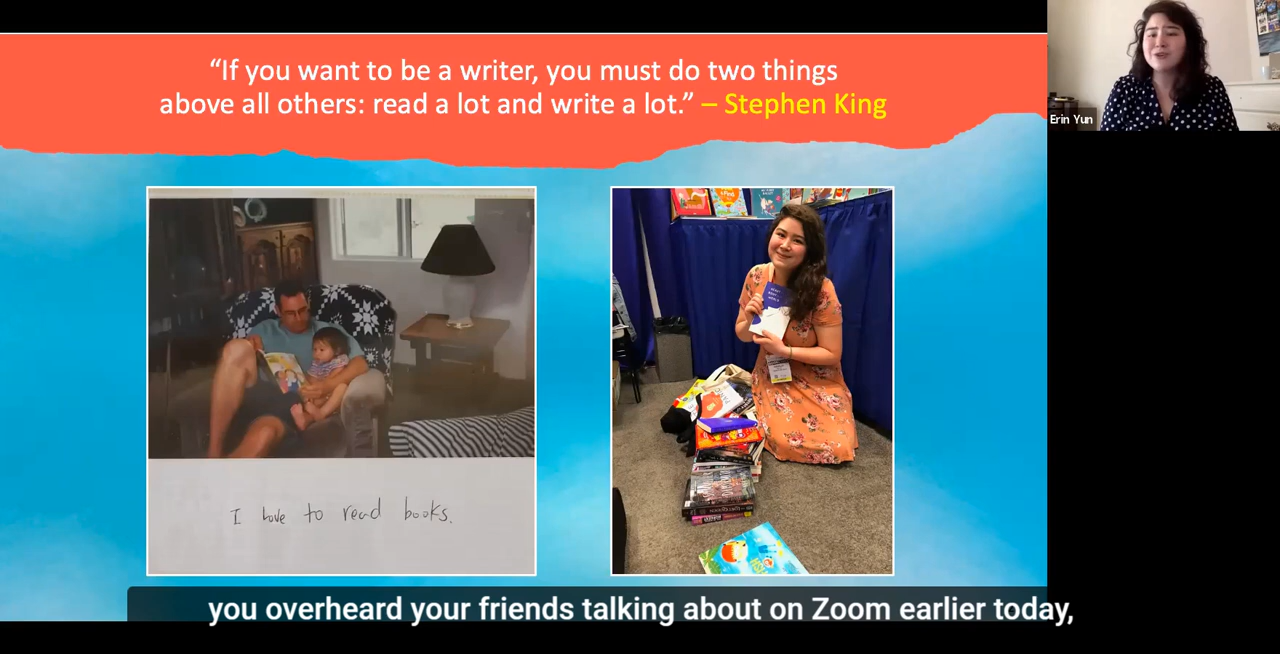 “If you want to be a writer, you must do two things
above all others: read a lot and write a lot.” – Stephen King
Erin Yun
I love to read books.
you overheard your friends talking about on Zoom earlier today,